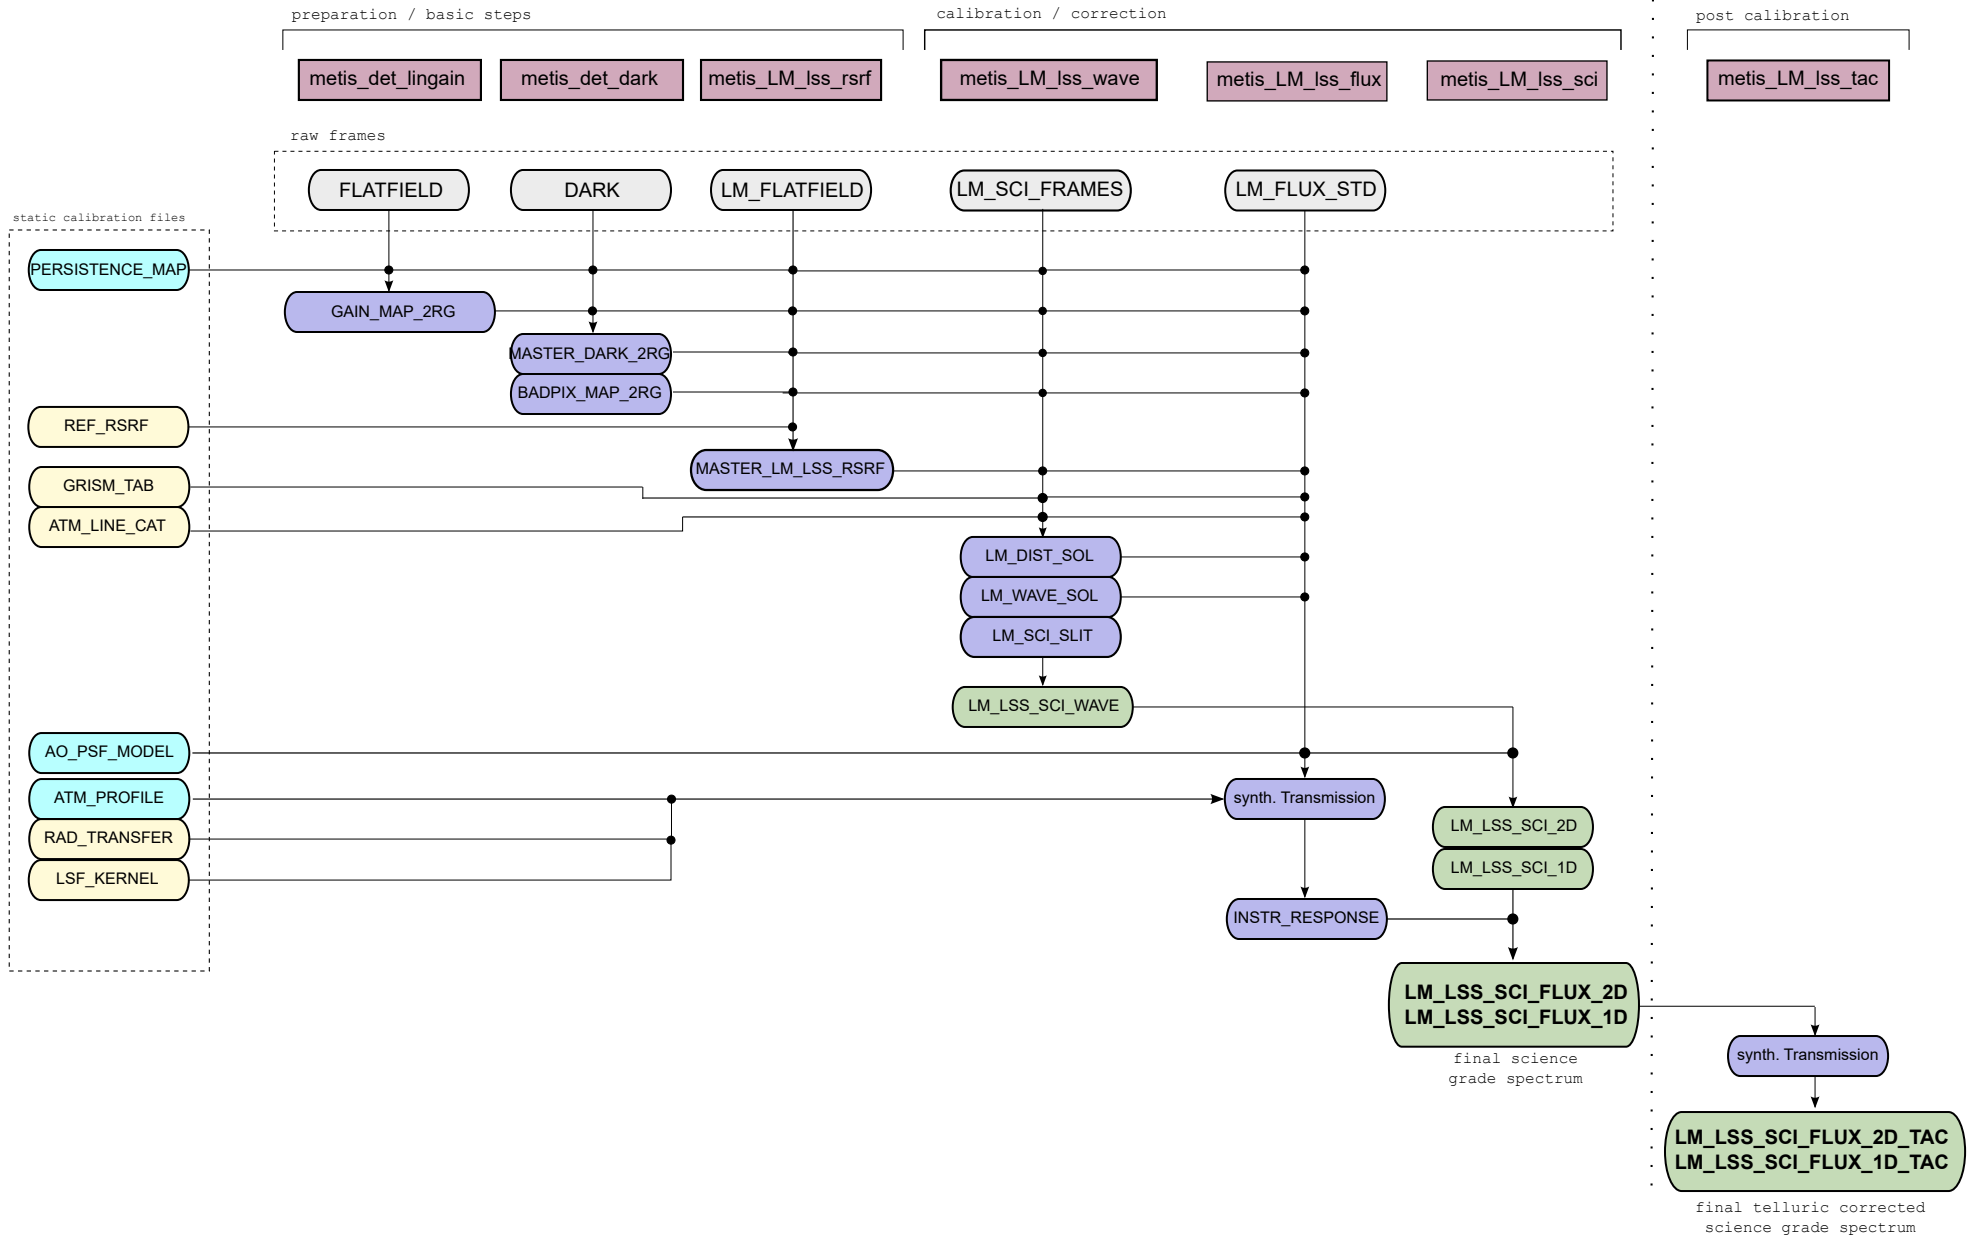 preparation / basic steps
calibration / correction
post calibration
metis_det_lingain
metis_det_dark
metis_LM_lss_rsrf
metis_LM_lss_wave
metis_LM_lss_flux
metis_LM_lss_sci
metis_LM_lss_tac
raw frames
FLATFIELD
DARK
LM_FLATFIELD
LM_SCI_FRAMES
LM_FLUX_STD
static calibration files
PERSISTENCE_MAP
GAIN_MAP_2RG
MASTER_DARK_2RG
BADPIX_MAP_2RG
REF_RSRF
MASTER_LM_LSS_RSRF
GRISM_TAB
ATM_LINE_CAT
LM_DIST_SOL
LM_WAVE_SOL
LM_SCI_SLIT
LM_LSS_SCI_WAVE
AO_PSF_MODEL
ATM_PROFILE
synth. Transmission
RAD_TRANSFER
LM_LSS_SCI_2D
LSF_KERNEL
LM_LSS_SCI_1D
INSTR_RESPONSE
LM_LSS_SCI_FLUX_2D
LM_LSS_SCI_FLUX_1D
final science
grade spectrum
synth. Transmission
LM_LSS_SCI_FLUX_2D_TAC
LM_LSS_SCI_FLUX_1D_TAC
final telluric corrected
science grade spectrum